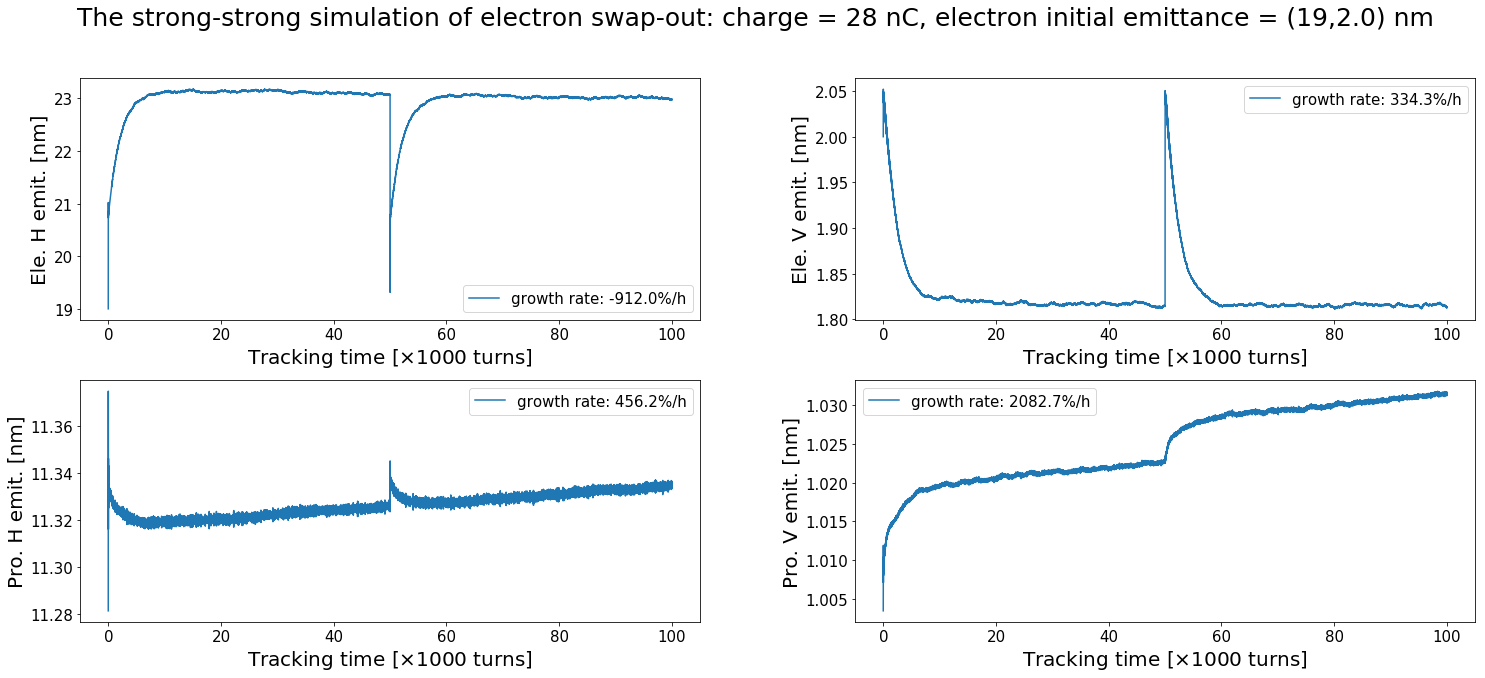 The strong-strong simulation of electron swap-out: charge = 28 nC, electron initial emittance = (19,2.0) nm
Ele. H emit. [nm]
23
22
21
20
19
growth rate: -912.0%/h
0 20 40 60 80 100
Tracking time [×1000 turns]
Ele. V emit. [nm]
2.05
2.00
1.95
1.90
1.85
1.80
growth rate: 334.3%/h
0 20 40 60 80 100
Tracking time [×1000 turns]
Pro. H emit. [nm]
11.36
11.34
11.32
11.30
11.28
growth rate: 456.2%/h
0 20 40 60 80 100
Tracking time [×1000 turns]
Pro. V emit. [nm]
1.030
1.025
1.020
1.015
1.010
1.005
growth rate: 2082.7%/h
0 20 40 60 80 100
Tracking time [×1000 turns]